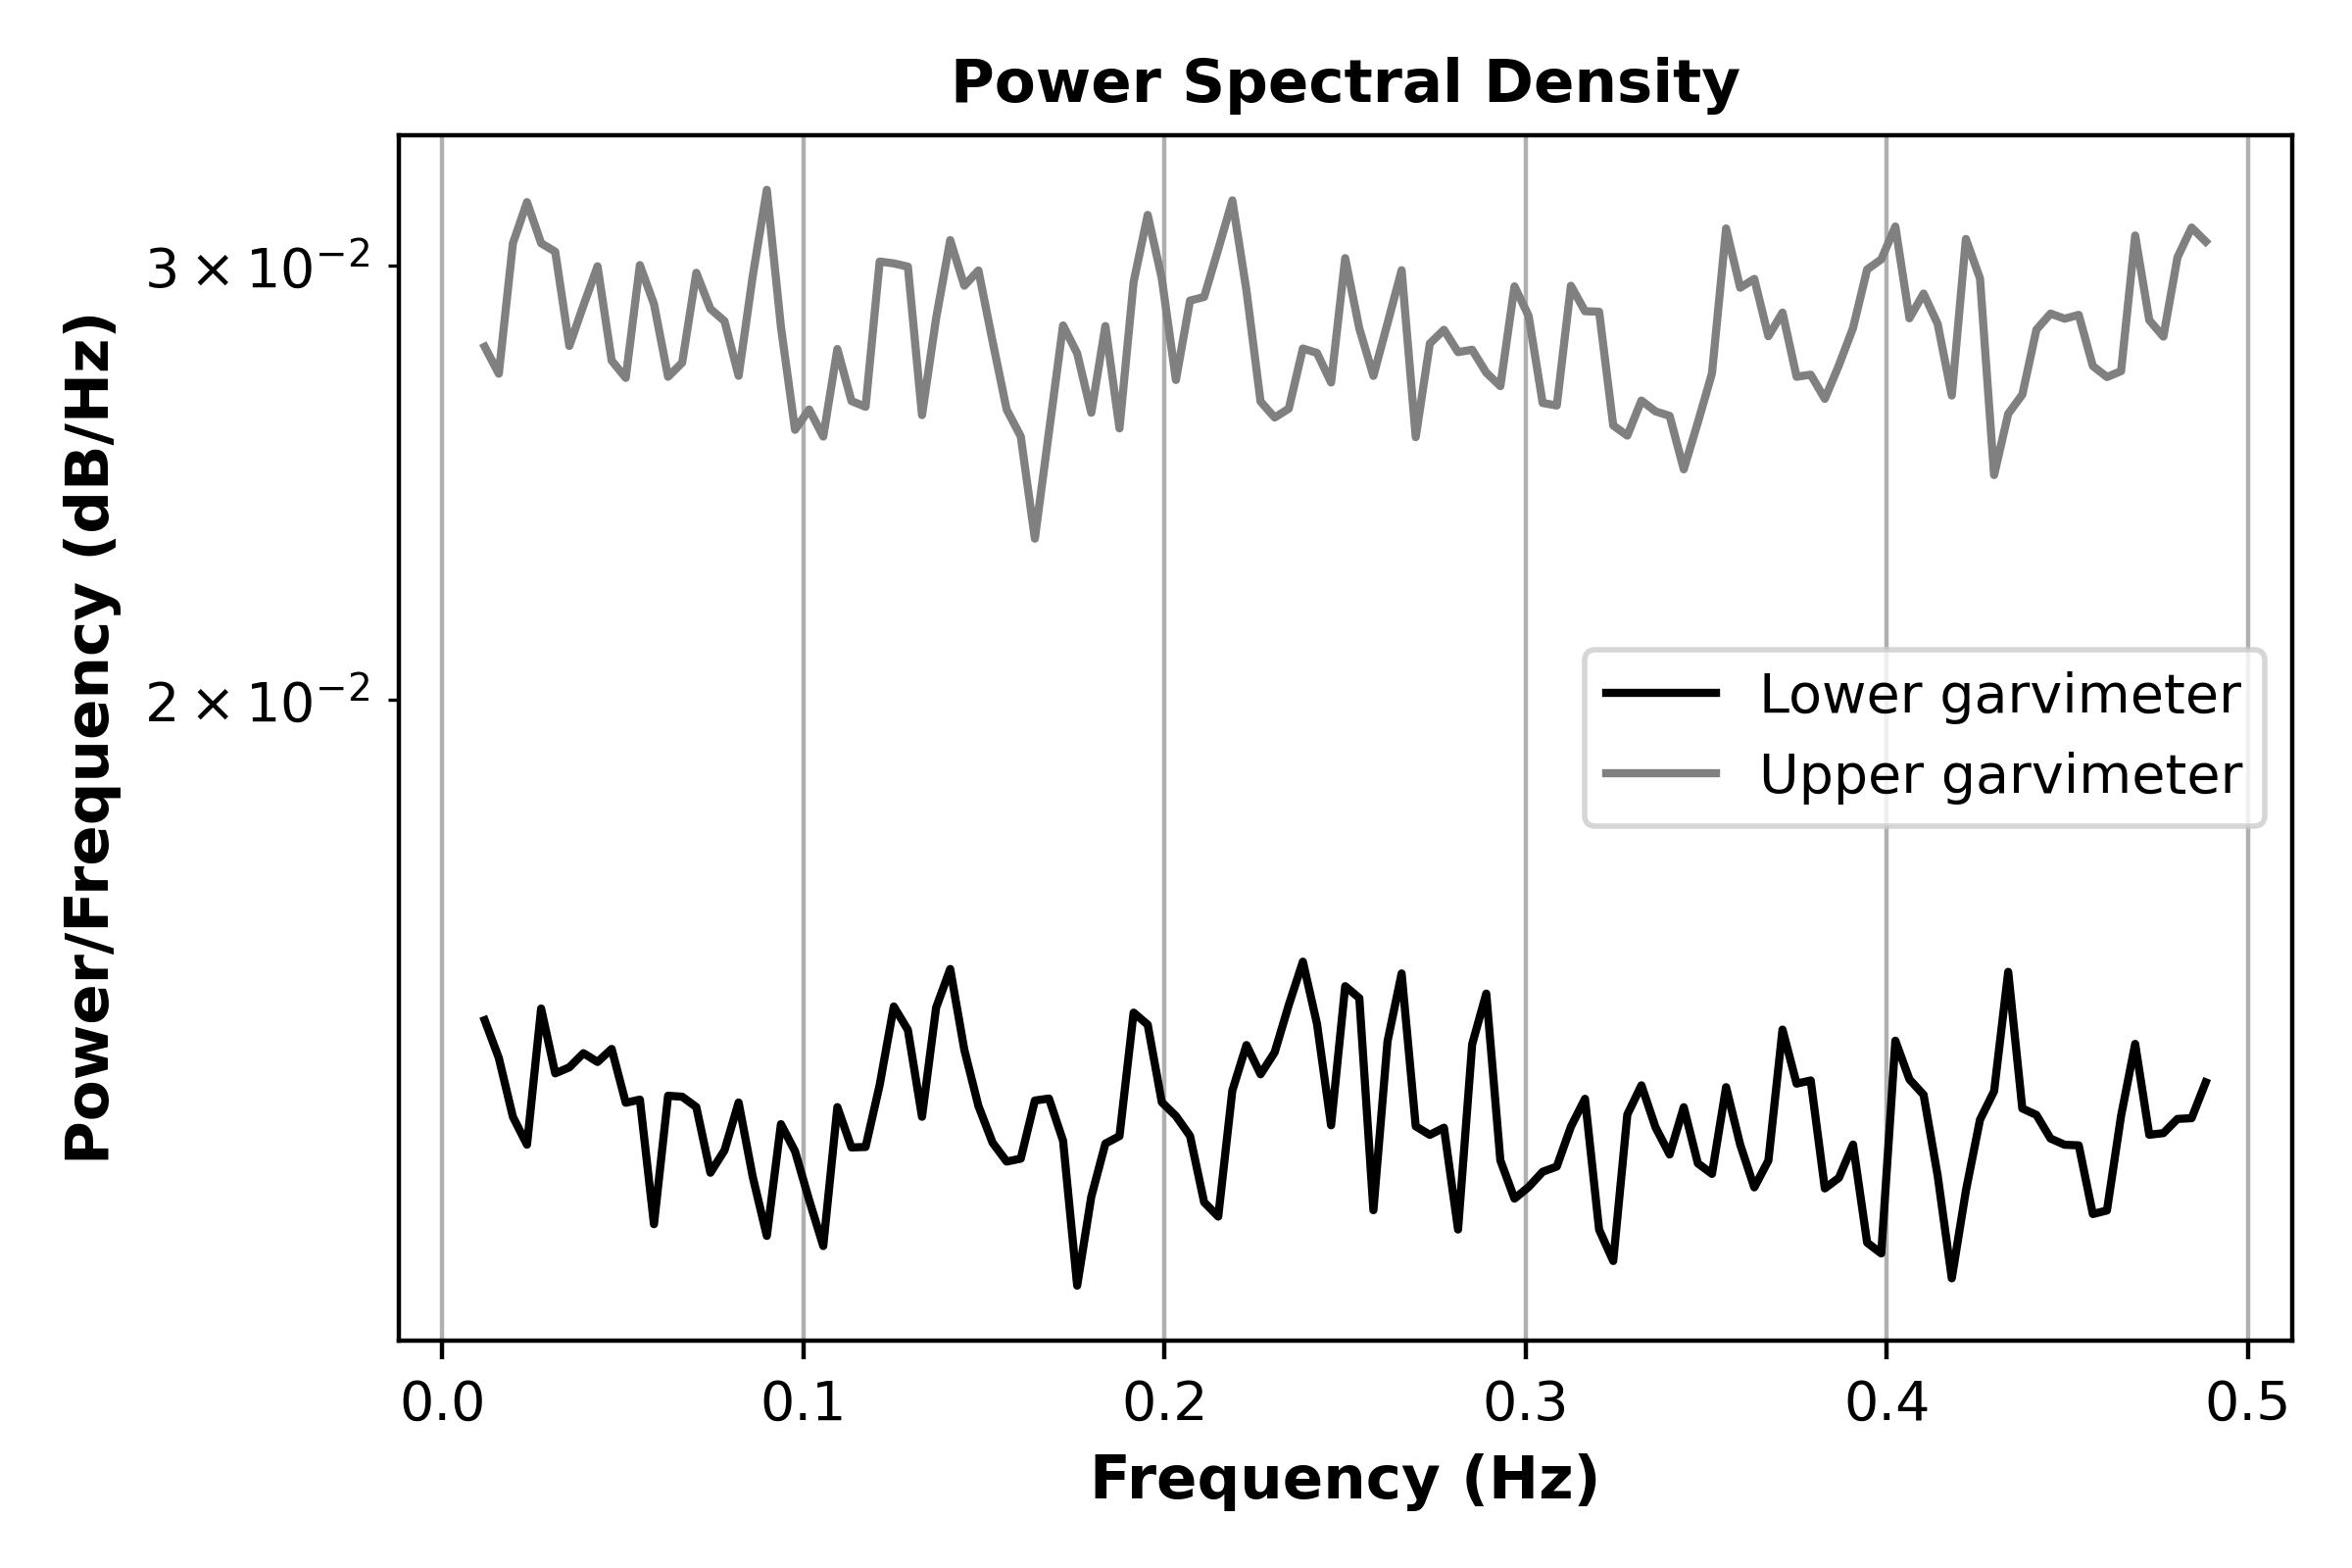 Power Spectral Density
Power/Frequency (dB/Hz)
3 × 10⁻²
2 × 10⁻²
Lower garvimeter
Upper garvimeter
0.0 0.1 0.2 0.3 0.4 0.5
Frequency (Hz)